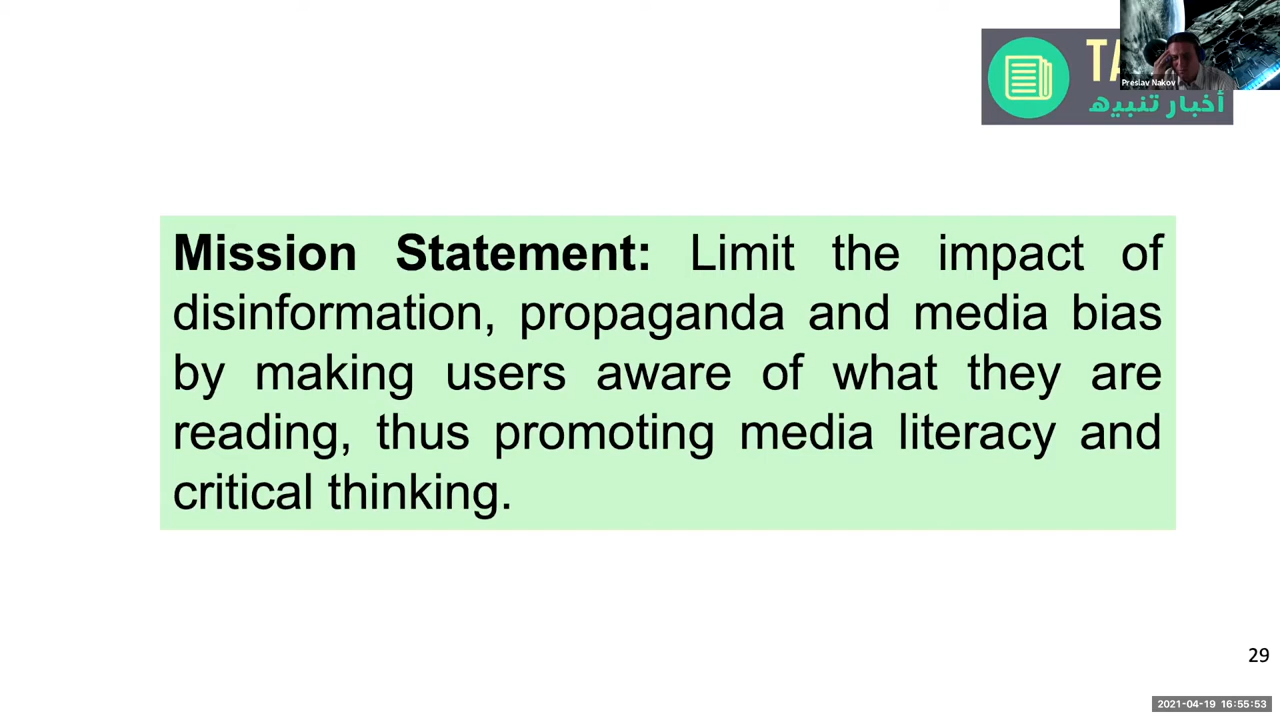 Preslav Nakov
أخبار تنبيه
Mission Statement: Limit the impact of
disinformation, propaganda and media bias
by making users aware of what they are
reading, thus promoting media literacy and
critical thinking.
29
2021-04-19 16:55:53